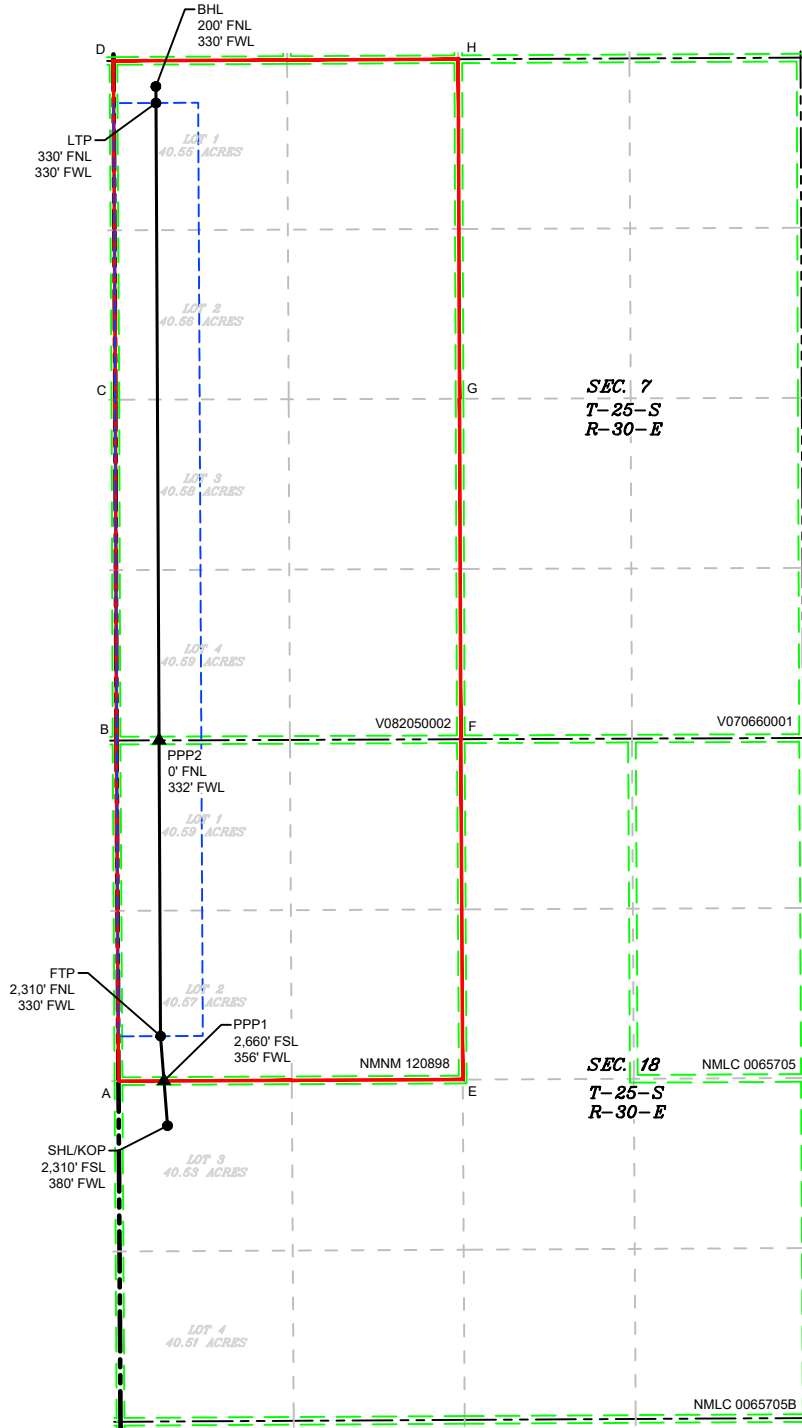 BHL
200' FNL
330' FWL
D
H
LTP
330' FNL
330' FWL
LOT 1
40.55 ACRES
LOT 2
40.56 ACRES
C
G
SEC. 7
T-25-S
R-30-E
LOT 3
40.58 ACRES
LOT 4
40.59 ACRES
B
V082050002
F
V070660001
PPP2
0' FNL
332' FWL
LOT 1
40.59 ACRES
FTP
2,310' FNL
330' FWL
LOT 2
40.57 ACRES
PPP1
2,660' FSL
356' FWL
NMNM 120898
SEC. 18
NMLC 0065705
T-25-S
R-30-E
A
E
SHL/KOP
2,310' FSL
380' FWL
LOT 3
40.53 ACRES
LOT 4
40.51 ACRES
NMLC 0065705B